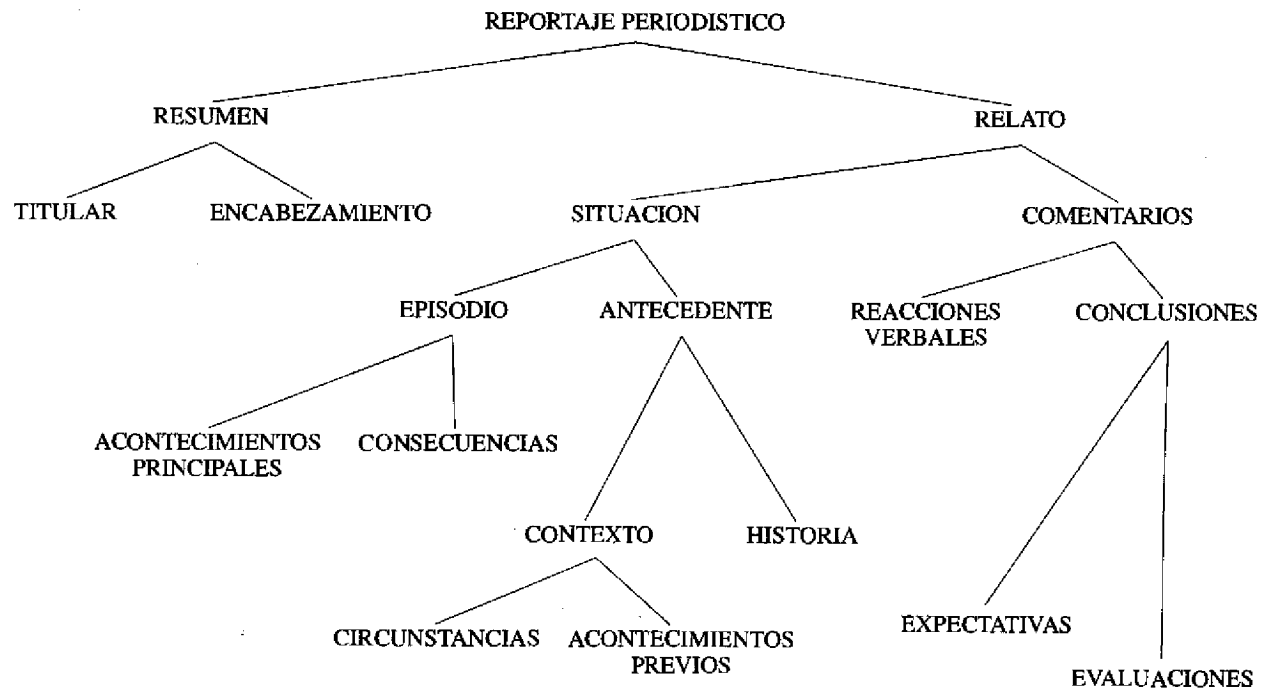 REPORTAJE PERIODISTICO
RESUMEN
RELATO
TITULAR
ENCABEZAMIENTO
SITUACION
COMENTARIOS
EPISODIO
ANTECEDENTE
REACCIONES
VERBALES
CONCLUSIONES
ACONTECIMIENTOS
PRINCIPALES
CONSECUENCIAS
CONTEXTO
HISTORIA
CIRCUNSTANCIAS
ACONTECIMIENTOS
PREVIOS
EXPECTATIVAS
EVALUACIONES